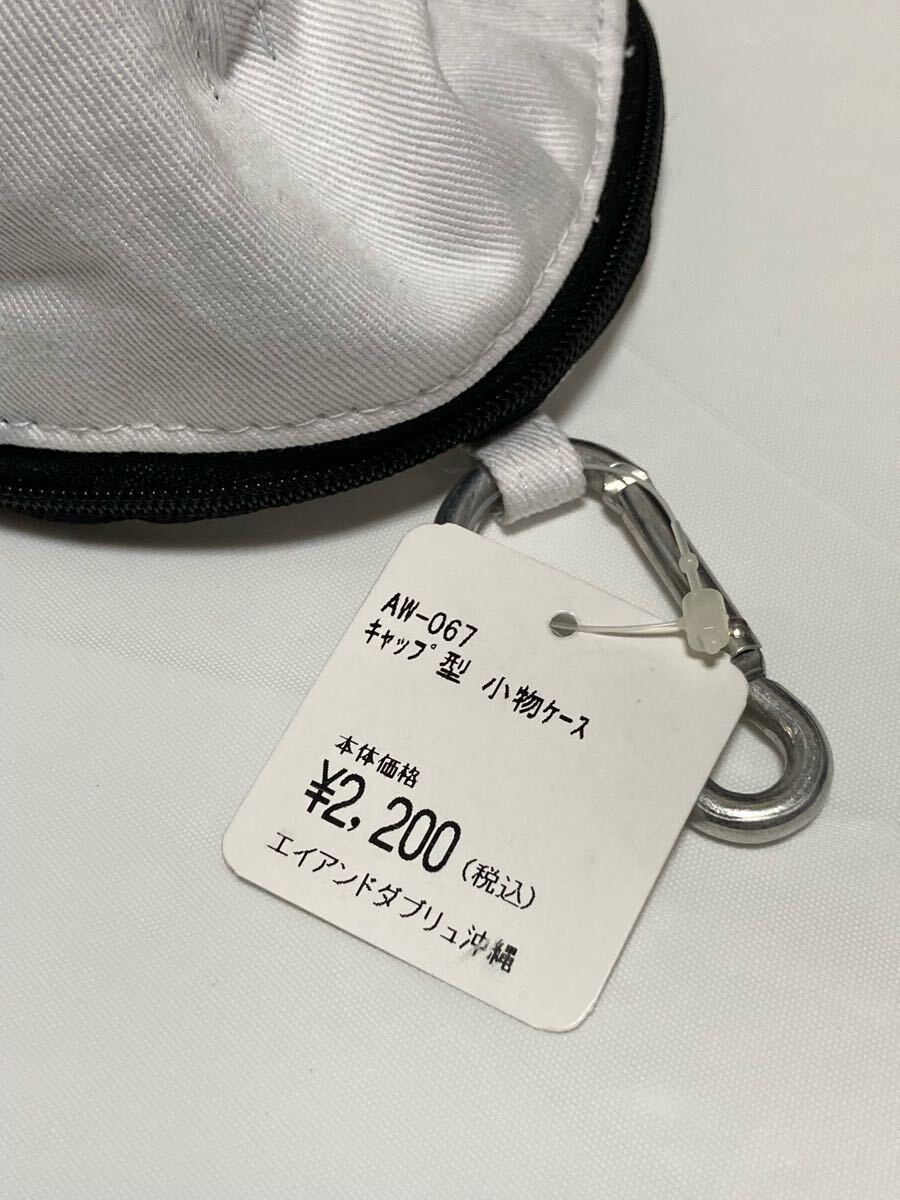 AW-067
ｷｬｯﾌﾟ型 小物ｹｰｽ
本体価格
¥2,200(税込)
エイアンドダブリュ沖縄